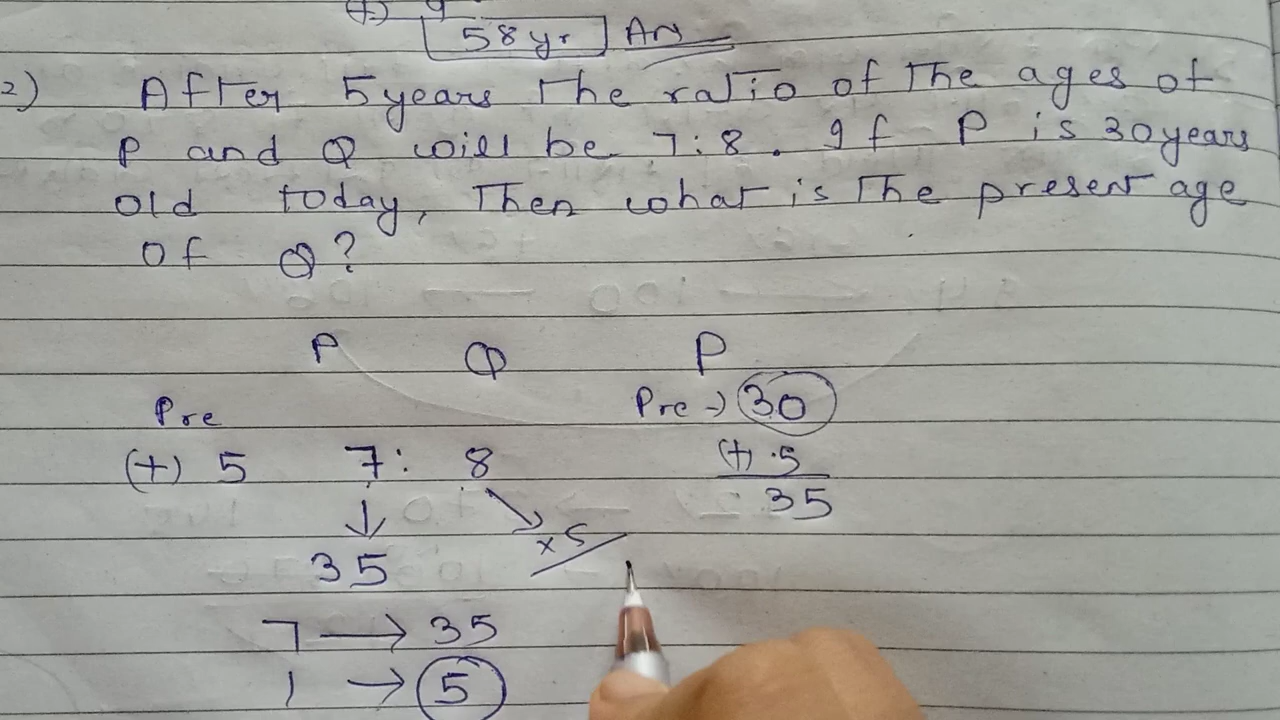 58 yr Ans
2) After 5 years the ratio of the ages of
P and Q will be 7:8. If P is 30 years
old today, Then what is The present age
of Q?
P Q P
Pre Pre → 30
(+) 5 7 : 8 (+) 5
35
↓ ×5
35
7 → 35
1 → 5